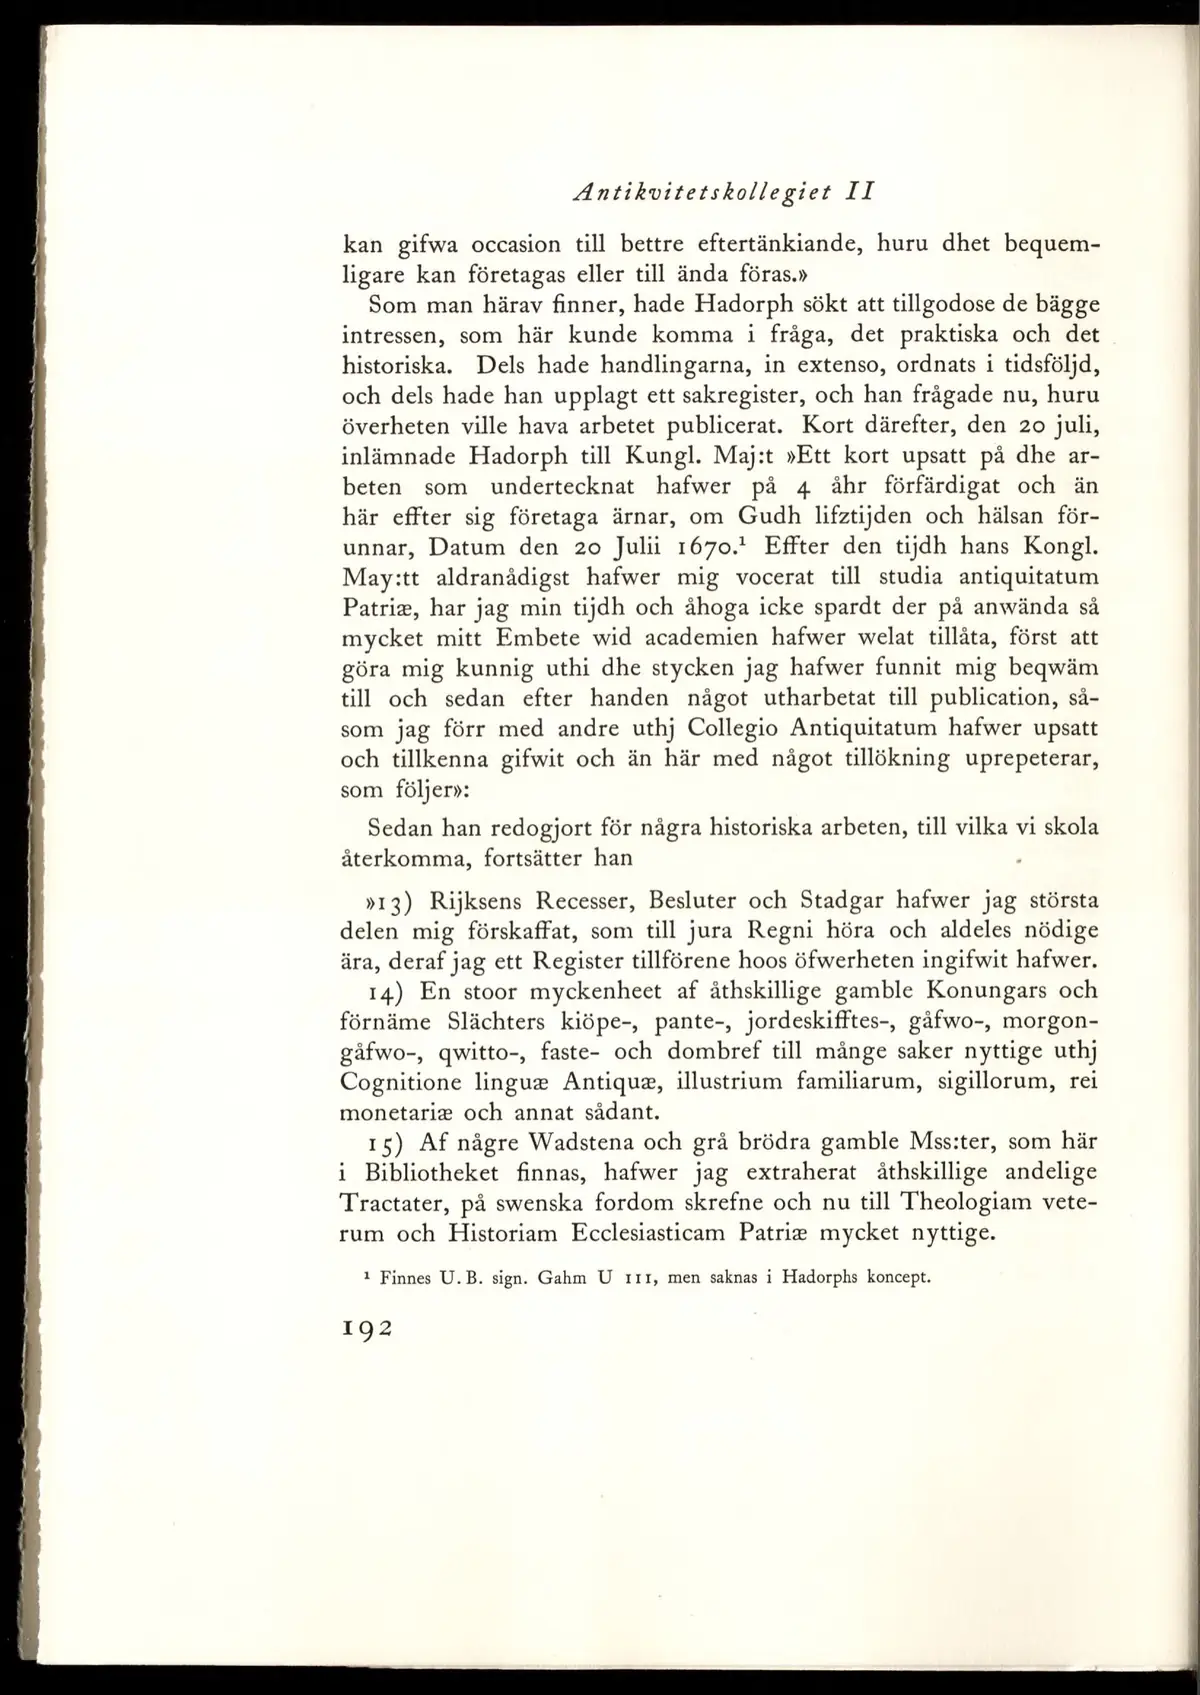 Antikvitetskollegiet II
kan gifwa occasion till bettre eftertänkiande, huru dhet bequem-
ligare kan företagas eller till ända föras.»
Som man härav finner, hade Hadorph sökt att tillgodose de bägge
intressen, som här kunde komma i fråga, det praktiska och det
historiska. Dels hade handlingarna, in extenso, ordnats i tidsföljd,
och dels hade han upplagt ett sakregister, och han frågade nu, huru
överheten ville hava arbetet publicerat. Kort därefter, den 20 juli,
inlämnade Hadorph till Kungl. Maj:t »Ett kort upsatt på dhe ar-
beten som undertecknat hafwer på 4 åhr förfärdigat och än
här effter sig företaga ärnar, om Gudh lifztijden och hälsan för-
unnar, Datum den 20 Julii 1670.¹ Effter den tijdh hans Kongl.
May:tt aldranådigst hafwer mig vocerat till studia antiquitatum
Patriæ, har jag min tijdh och åhoga icke spardt der på anwända så
mycket mitt Embete wid academien hafwer welat tillåta, först att
göra mig kunnig uthi dhe stycken jag hafwer funnit mig beqwäm
till och sedan efter handen något utharbetat till publication, så-
som jag förr med andre uthj Collegio Antiquitatum hafwer upsatt
och tillkenna gifwit och än här med något tillökning uprepeterar,
som följer»:
Sedan han redogjort för några historiska arbeten, till vilka vi skola
återkomma, fortsätter han
»13) Rijksens Recesser, Besluter och Stadgar hafwer jag största
delen mig förskaffat, som till jura Regni höra och aldeles nödige
ära, deraf jag ett Register tillförene hoos öfwerheten ingifwit hafwer.
14) En stoor myckenheet af åthskillige gamble Konungars och
förnäme Slächters kiöpe-, pante-, jordeskifftes-, gåfwo-, morgon-
gåfwo-, qwitto-, faste- och dombref till månge saker nyttige uthj
Cognitione linguæ Antiquæ, illustrium familiarum, sigillorum, rei
monetariæ och annat sådant.
15) Af någre Wadstena och grå brödra gamble Mss:ter, som här
i Bibliotheket finnas, hafwer jag extraherat åthskillige andelige
Tractater, på swenska fordom skrefne och nu till Theologiam vete-
rum och Historiam Ecclesiasticam Patriæ mycket nyttige.
¹ Finnes U.B. sign. Gahm U 111, men saknas i Hadorphs koncept.
192